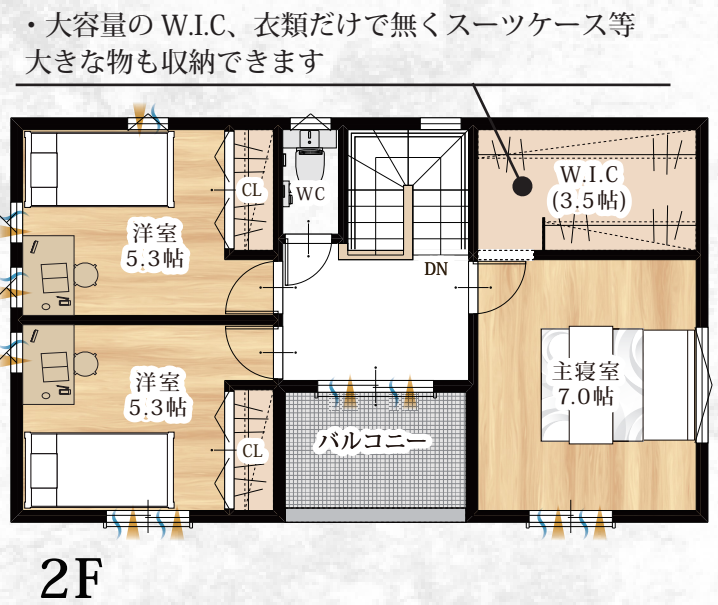 ・大容量の W.I.C、衣類だけで無くスーツケース等
大きな物も収納できます
CL
WC
W.I.C
(3.5帖)
洋室
5.3帖
DN
洋室
5.3帖
主寝室
7.0帖
バルコニー
CL
2F